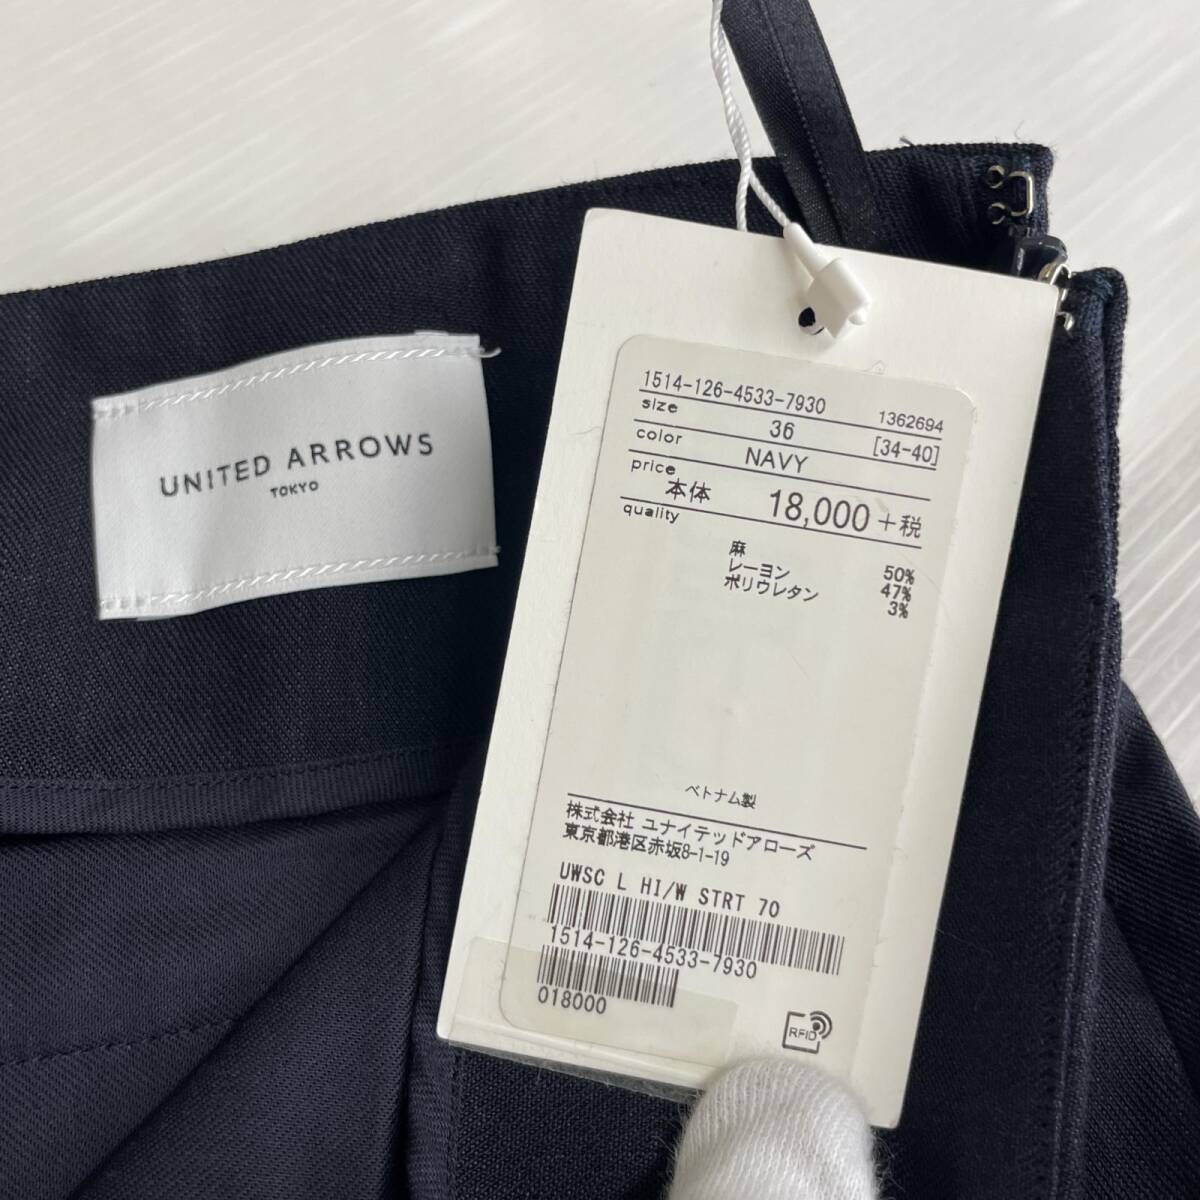 UNITED ARROWS
TOKYO
1514-126-4533-7930
1362694
size 36 [34-40]
color NAVY
price 本体 18,000+税
quality
麻 50%
レーヨン 47%
ポリウレタン 3%
ベトナム製
株式会社 ユナイテッドアローズ
東京都港区赤坂8-1-19
UWSC L HI/W STRT 70
1514-126-4533-7930
018000
RFID